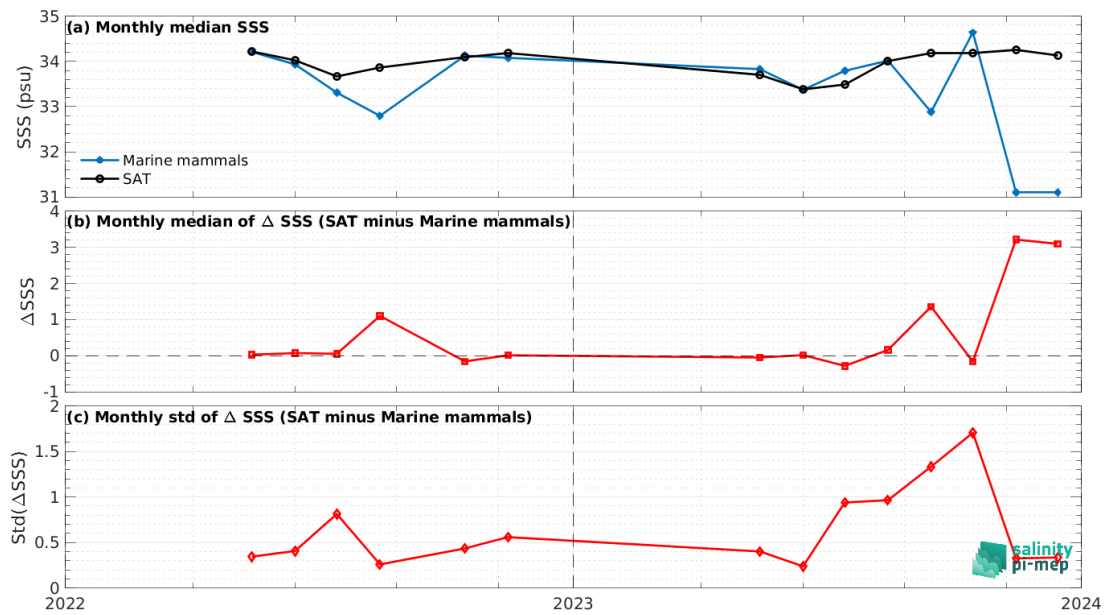 (a) Monthly median SSS
SSS (psu)
35
34
33
32
31
Marine mammals
SAT
(b) Monthly median of Δ SSS (SAT minus Marine mammals)
ΔSSS
4
3
2
1
0
-1
(c) Monthly std of Δ SSS (SAT minus Marine mammals)
Std(ΔSSS)
2
1.5
1
0.5
0
salinity
pi-mep
2022
2023
2024